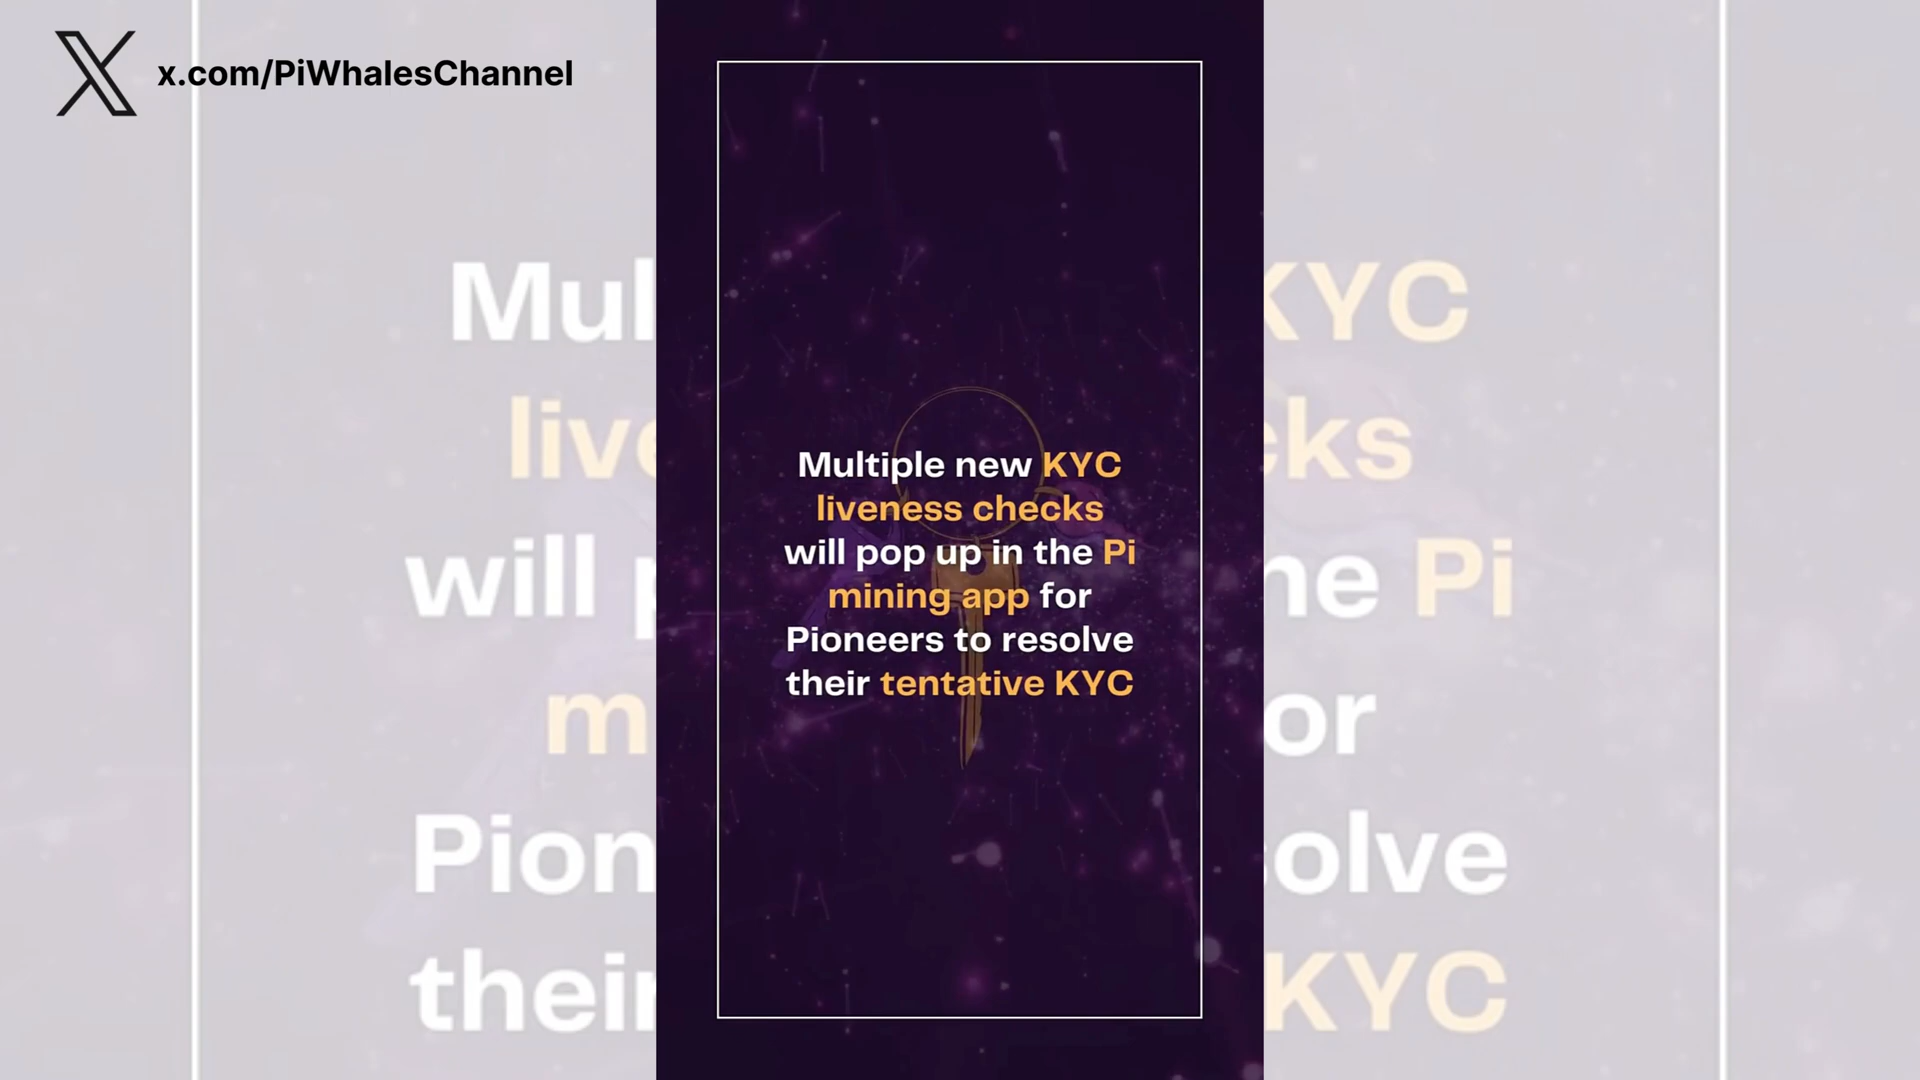 x.com/PiWhalesChannel
Multiple new KYC
liveness checks
will pop up in the Pi
mining app for
Pioneers to resolve
their tentative KYC